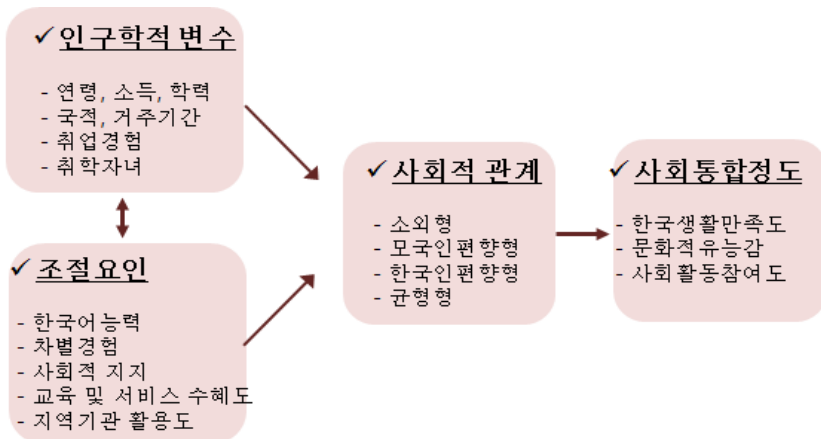 ✓ 인구학적 변수
- 연령, 소득, 학력
- 국적, 거주기간
- 취업경험
- 취학자녀
✓ 조절요인
- 한국어능력
- 차별경험
- 사회적 지지
- 교육 및 서비스 수혜도
- 지역기관 활용도
✓ 사회적 관계
- 소외형
- 모국인편향형
- 한국인편향형
- 균형형
✓ 사회통합정도
- 한국생활만족도
- 문화적유능감
- 사회활동참여도